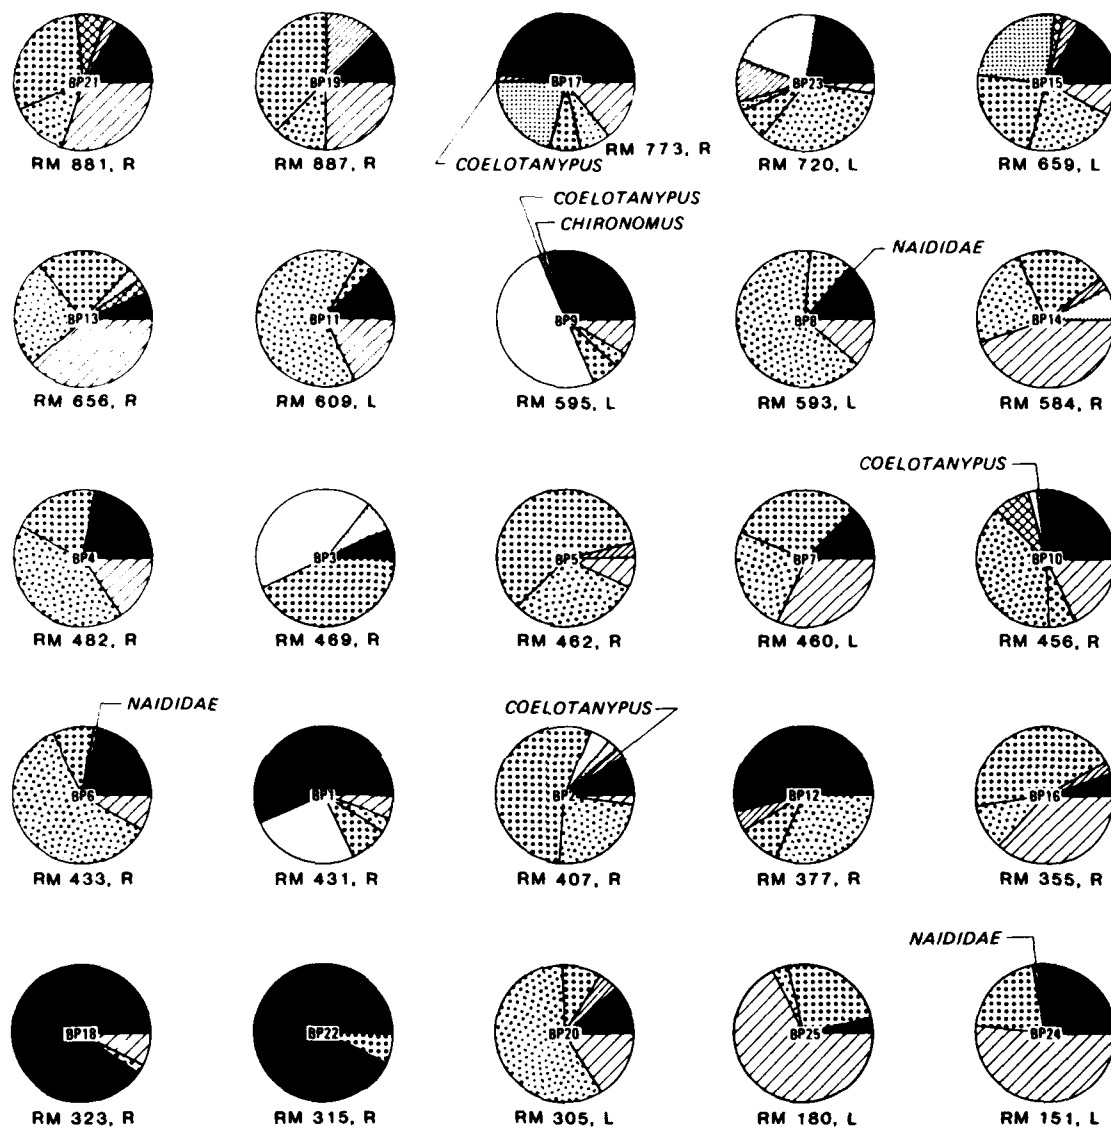 BP21 BP19 BP17 BP23 BP15
COELOTANYPUS
RM 881, R RM 887, R RM 773, R RM 720, L RM 659, L
COELOTANYPUS
CHIRONOMUS
NAIDIDAE
BP13 BP11 BP9 BP8 BP14
RM 656, R RM 609, L RM 595, L RM 593, L RM 584, R
COELOTANYPUS
BP4 BP3 BP5 BP7 BP10
RM 482, R RM 469, R RM 462, R RM 460, L RM 456, R
NAIDIDAE COELOTANYPUS
BP6 BP1 BP2 BP12 BP16
RM 433, R RM 431, R RM 407, R RM 377, R RM 355, R
NAIDIDAE
BP18 BP22 BP20 BP25 BP24
RM 323, R RM 315, R RM 305, L RM 180, L RM 151, L